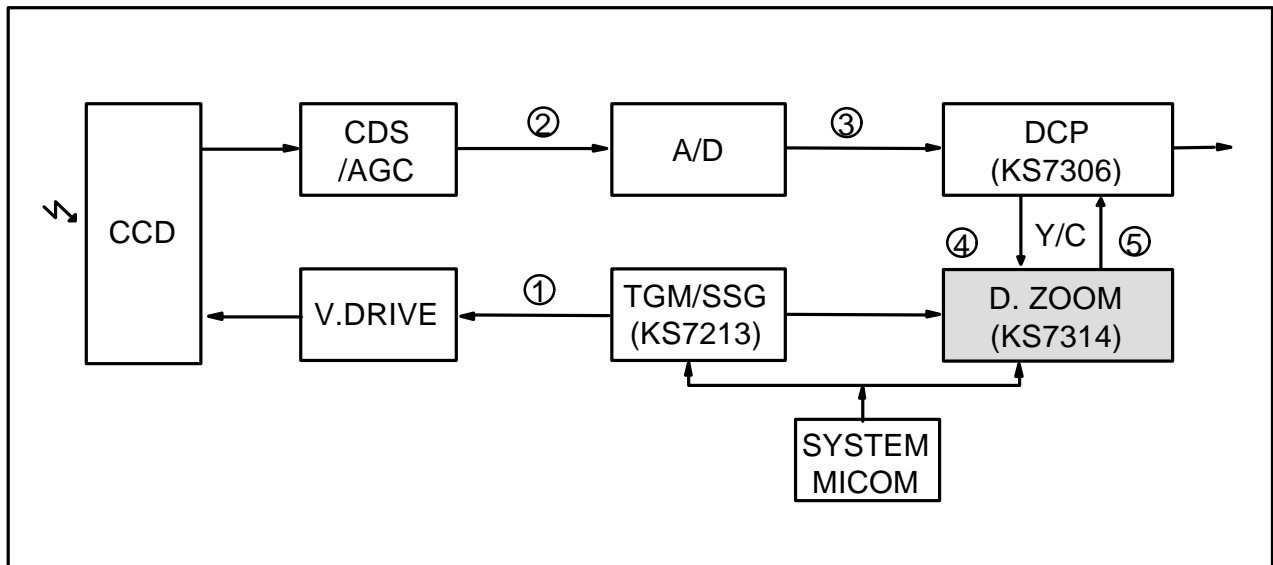 CCD
CDS
/AGC
②
A/D
③
DCP
(KS7306)
④
Y/C
⑤
V.DRIVE
①
TGM/SSG
(KS7213)
D. ZOOM
(KS7314)
SYSTEM
MICOM